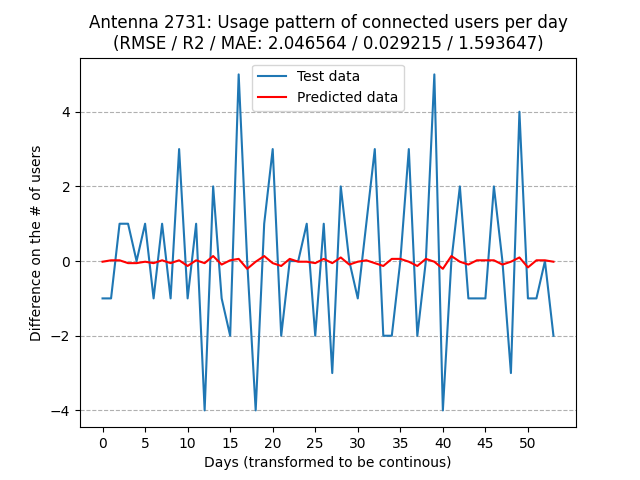 Antenna 2731: Usage pattern of connected users per day
(RMSE / R2 / MAE: 2.046564 / 0.029215 / 1.593647)
Test data
Predicted data
Difference on the # of users
4
2
0
−2
−4
0 5 10 15 20 25 30 35 40 45 50
Days (transformed to be continous)